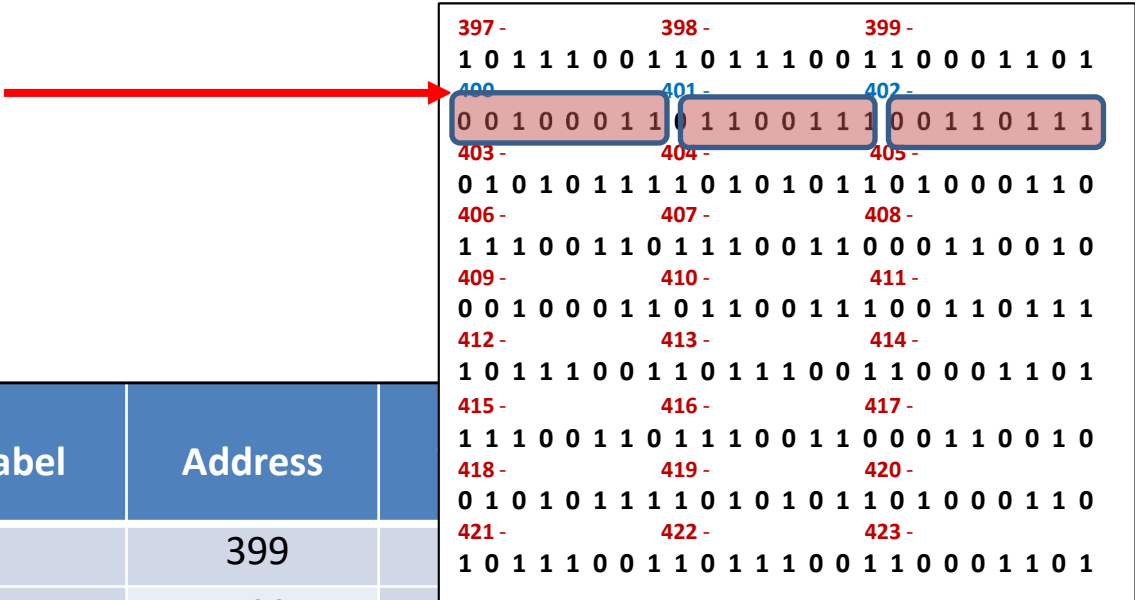 397 - 398 - 399 -
1 0 1 1 1 0 0 1 1 0 1 1 1 0 0 1 1 0 0 0 1 1 0 1
400 401 - 402 -
0 0 1 0 0 0 1 1 0 1 1 0 0 1 1 1 0 0 1 1 0 1 1 1
403 - 404 - 405 -
0 1 0 1 0 1 1 1 1 0 1 0 1 0 1 1 0 1 0 0 0 1 1 0
406 - 407 - 408 -
1 1 1 0 0 1 1 0 1 1 1 0 0 1 1 0 0 0 1 1 0 0 1 0
409 - 410 - 411 -
0 0 1 0 0 0 1 1 0 1 1 0 0 1 1 1 0 0 1 1 0 1 1 1
412 - 413 - 414 -
1 0 1 1 1 0 0 1 1 0 1 1 1 0 0 1 1 0 0 0 1 1 0 1
415 - 416 - 417 -
1 1 1 0 0 1 1 0 1 1 1 0 0 1 1 0 0 0 1 1 0 0 1 0
418 - 419 - 420 -
0 1 0 1 0 1 1 1 1 0 1 0 1 0 1 1 0 1 0 0 0 1 1 0
421 - 422 - 423 -
1 0 1 1 1 0 0 1 1 0 1 1 1 0 0 1 1 0 0 0 1 1 0 1
abel Address
399